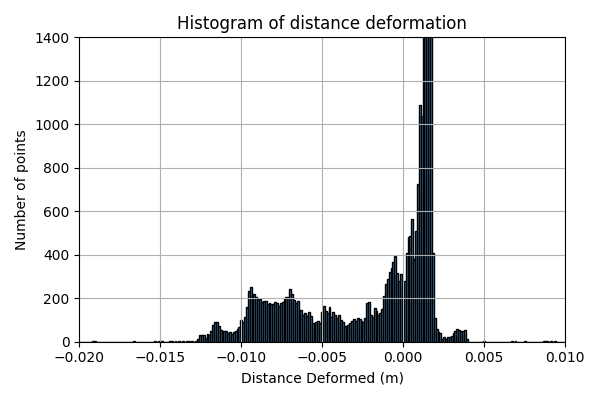 Histogram of distance deformation
1400
1200
1000
800
600
400
200
0
Number of points
−0.020 −0.015 −0.010 −0.005 0.000 0.005 0.010
Distance Deformed (m)